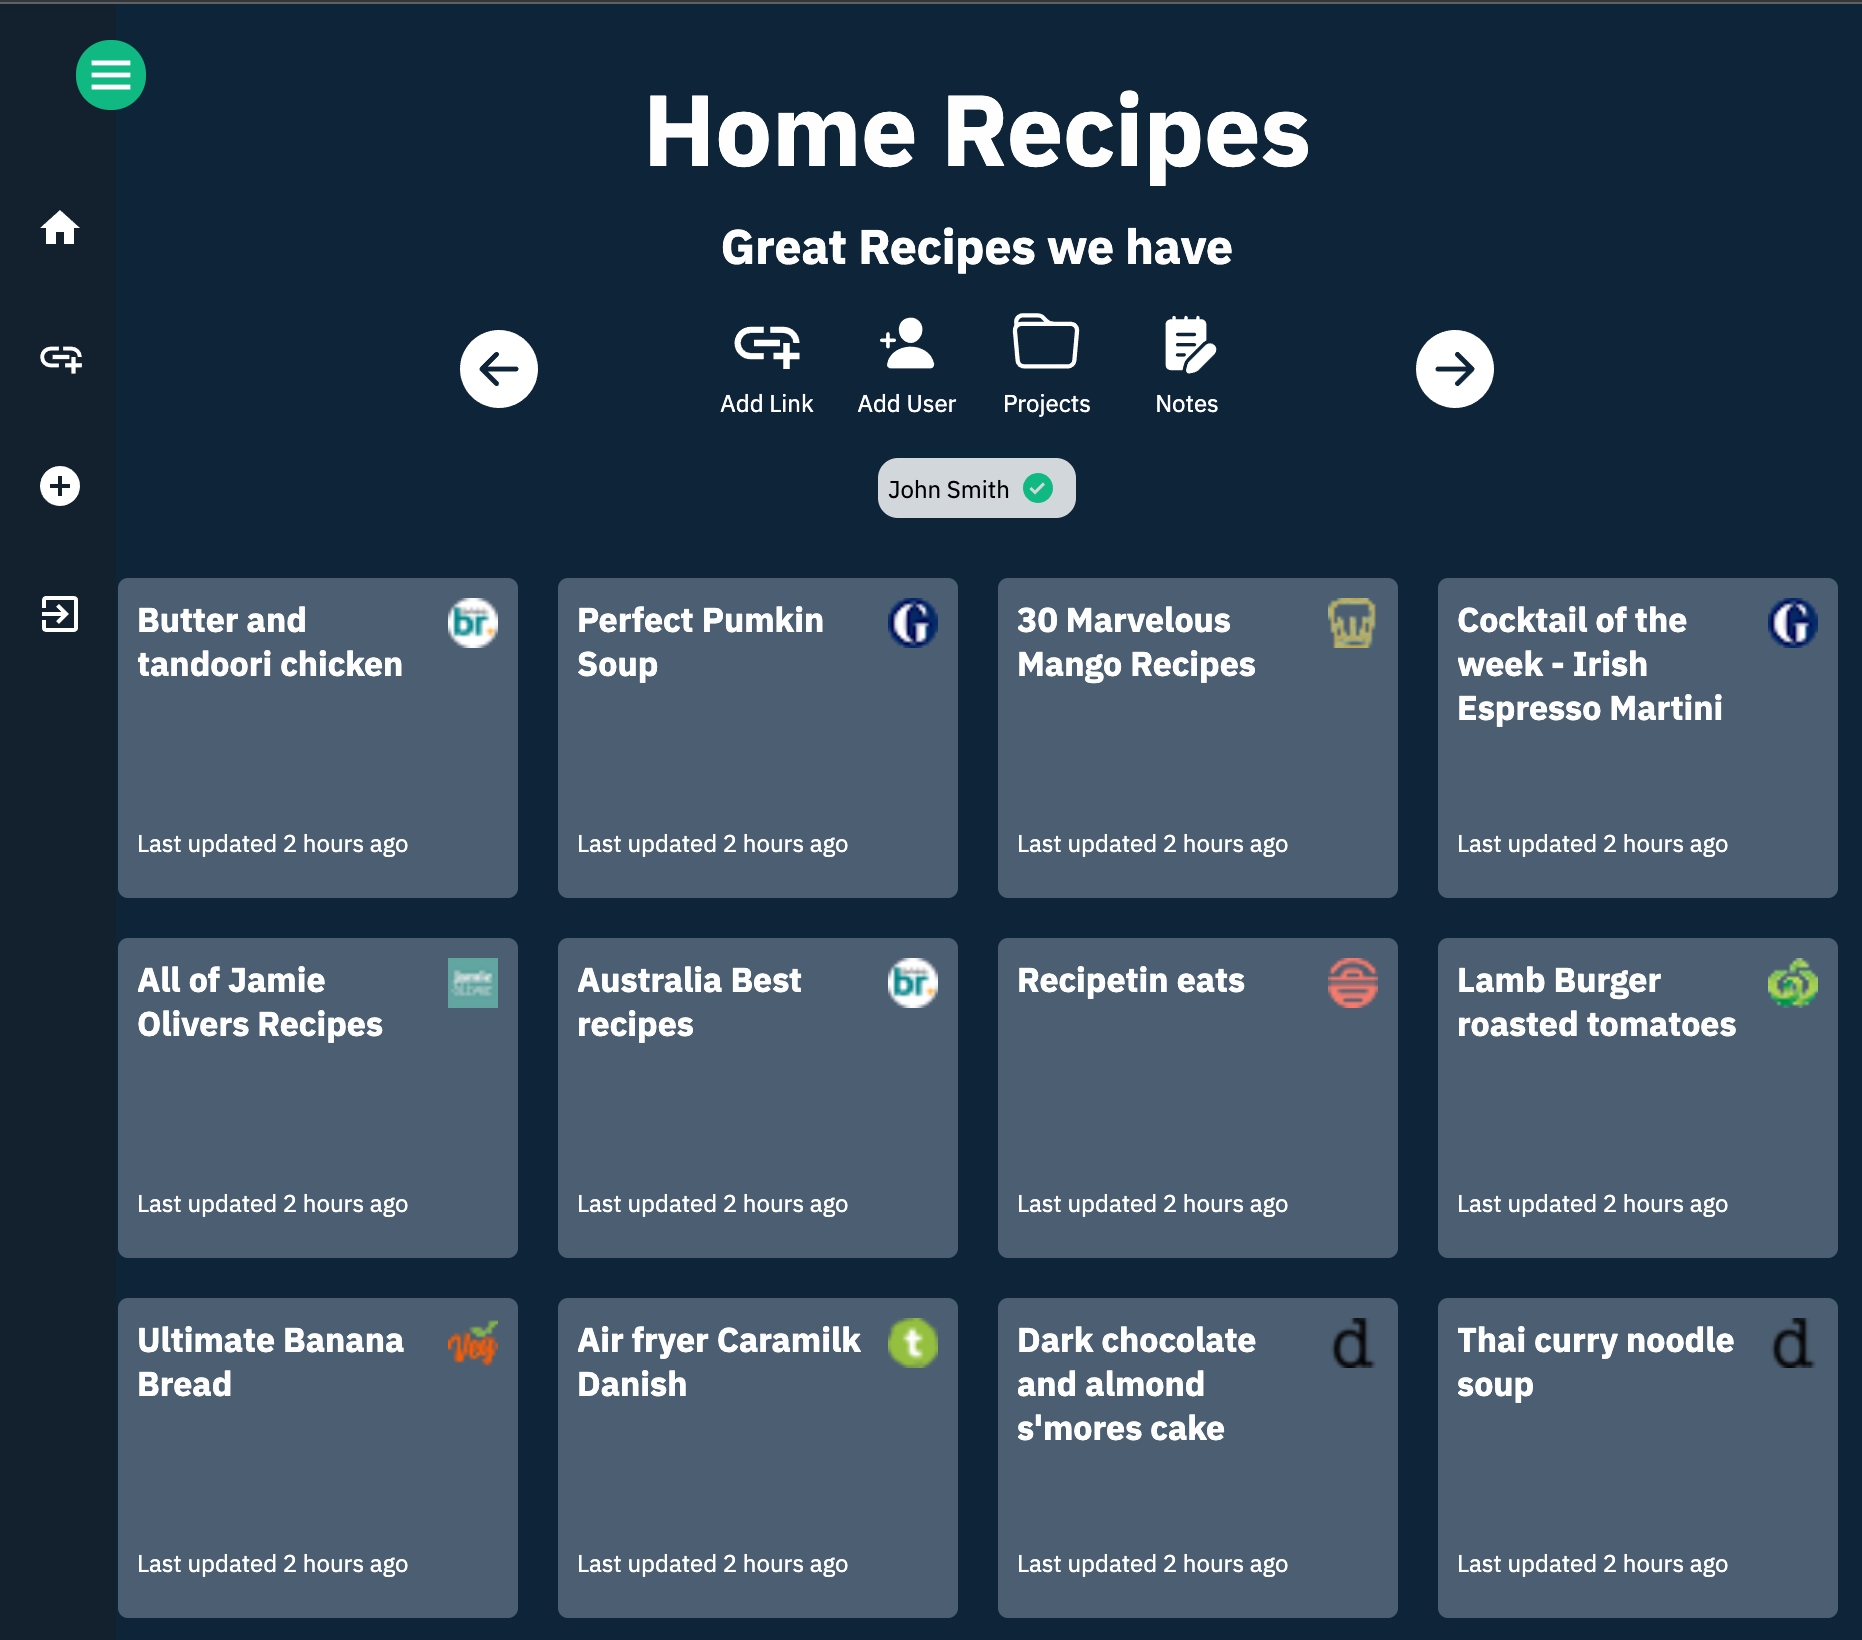 Home Recipes
Great Recipes we have
Add Link
Add User
Projects
Notes
John Smith
Butter and
tandoori chicken
br.
Last updated 2 hours ago
Perfect Pumkin
Soup
G
Last updated 2 hours ago
30 Marvelous
Mango Recipes
Last updated 2 hours ago
Cocktail of the
week - Irish
Espresso Martini
G
Last updated 2 hours ago
All of Jamie
Olivers Recipes
Last updated 2 hours ago
Australia Best
recipes
br.
Last updated 2 hours ago
Recipetin eats
Last updated 2 hours ago
Lamb Burger
roasted tomatoes
Last updated 2 hours ago
Ultimate Banana
Bread
Veg
Last updated 2 hours ago
Air fryer Caramilk
Danish
t
Last updated 2 hours ago
Dark chocolate
and almond
s'mores cake
d
Last updated 2 hours ago
Thai curry noodle
soup
d
Last updated 2 hours ago